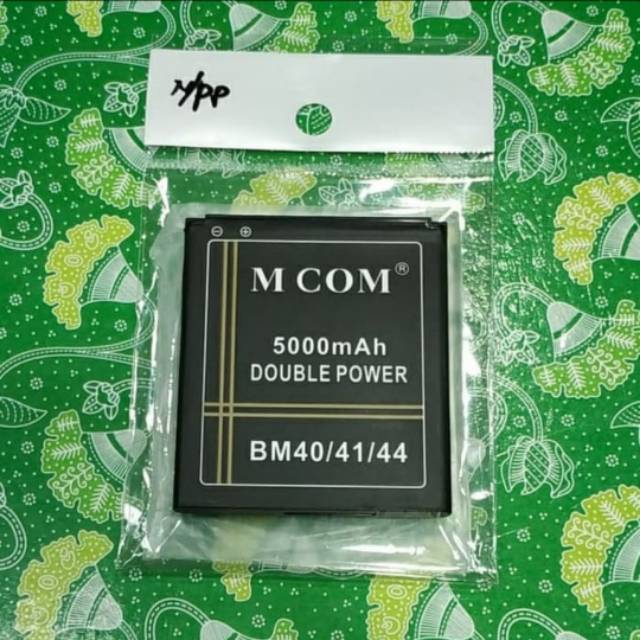 ⊖ ⊕
M COM®
5000mAh
DOUBLE POWER
BM40/41/44